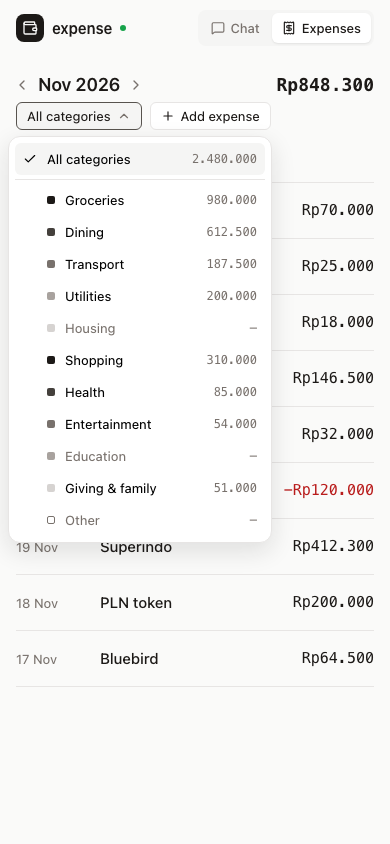 expense
Chat
Expenses
Nov 2026
Rp848.300
All categories
Add expense
All categories 2.480.000
Groceries 980.000
Dining 612.500
Transport 187.500
Utilities 200.000
Housing –
Shopping 310.000
Health 85.000
Entertainment 54.000
Education –
Giving & family 51.000
Other –
Rp70.000
Rp25.000
Rp18.000
Rp146.500
Rp32.000
−Rp120.000
19 Nov Superindo Rp412.300
18 Nov PLN token Rp200.000
17 Nov Bluebird Rp64.500